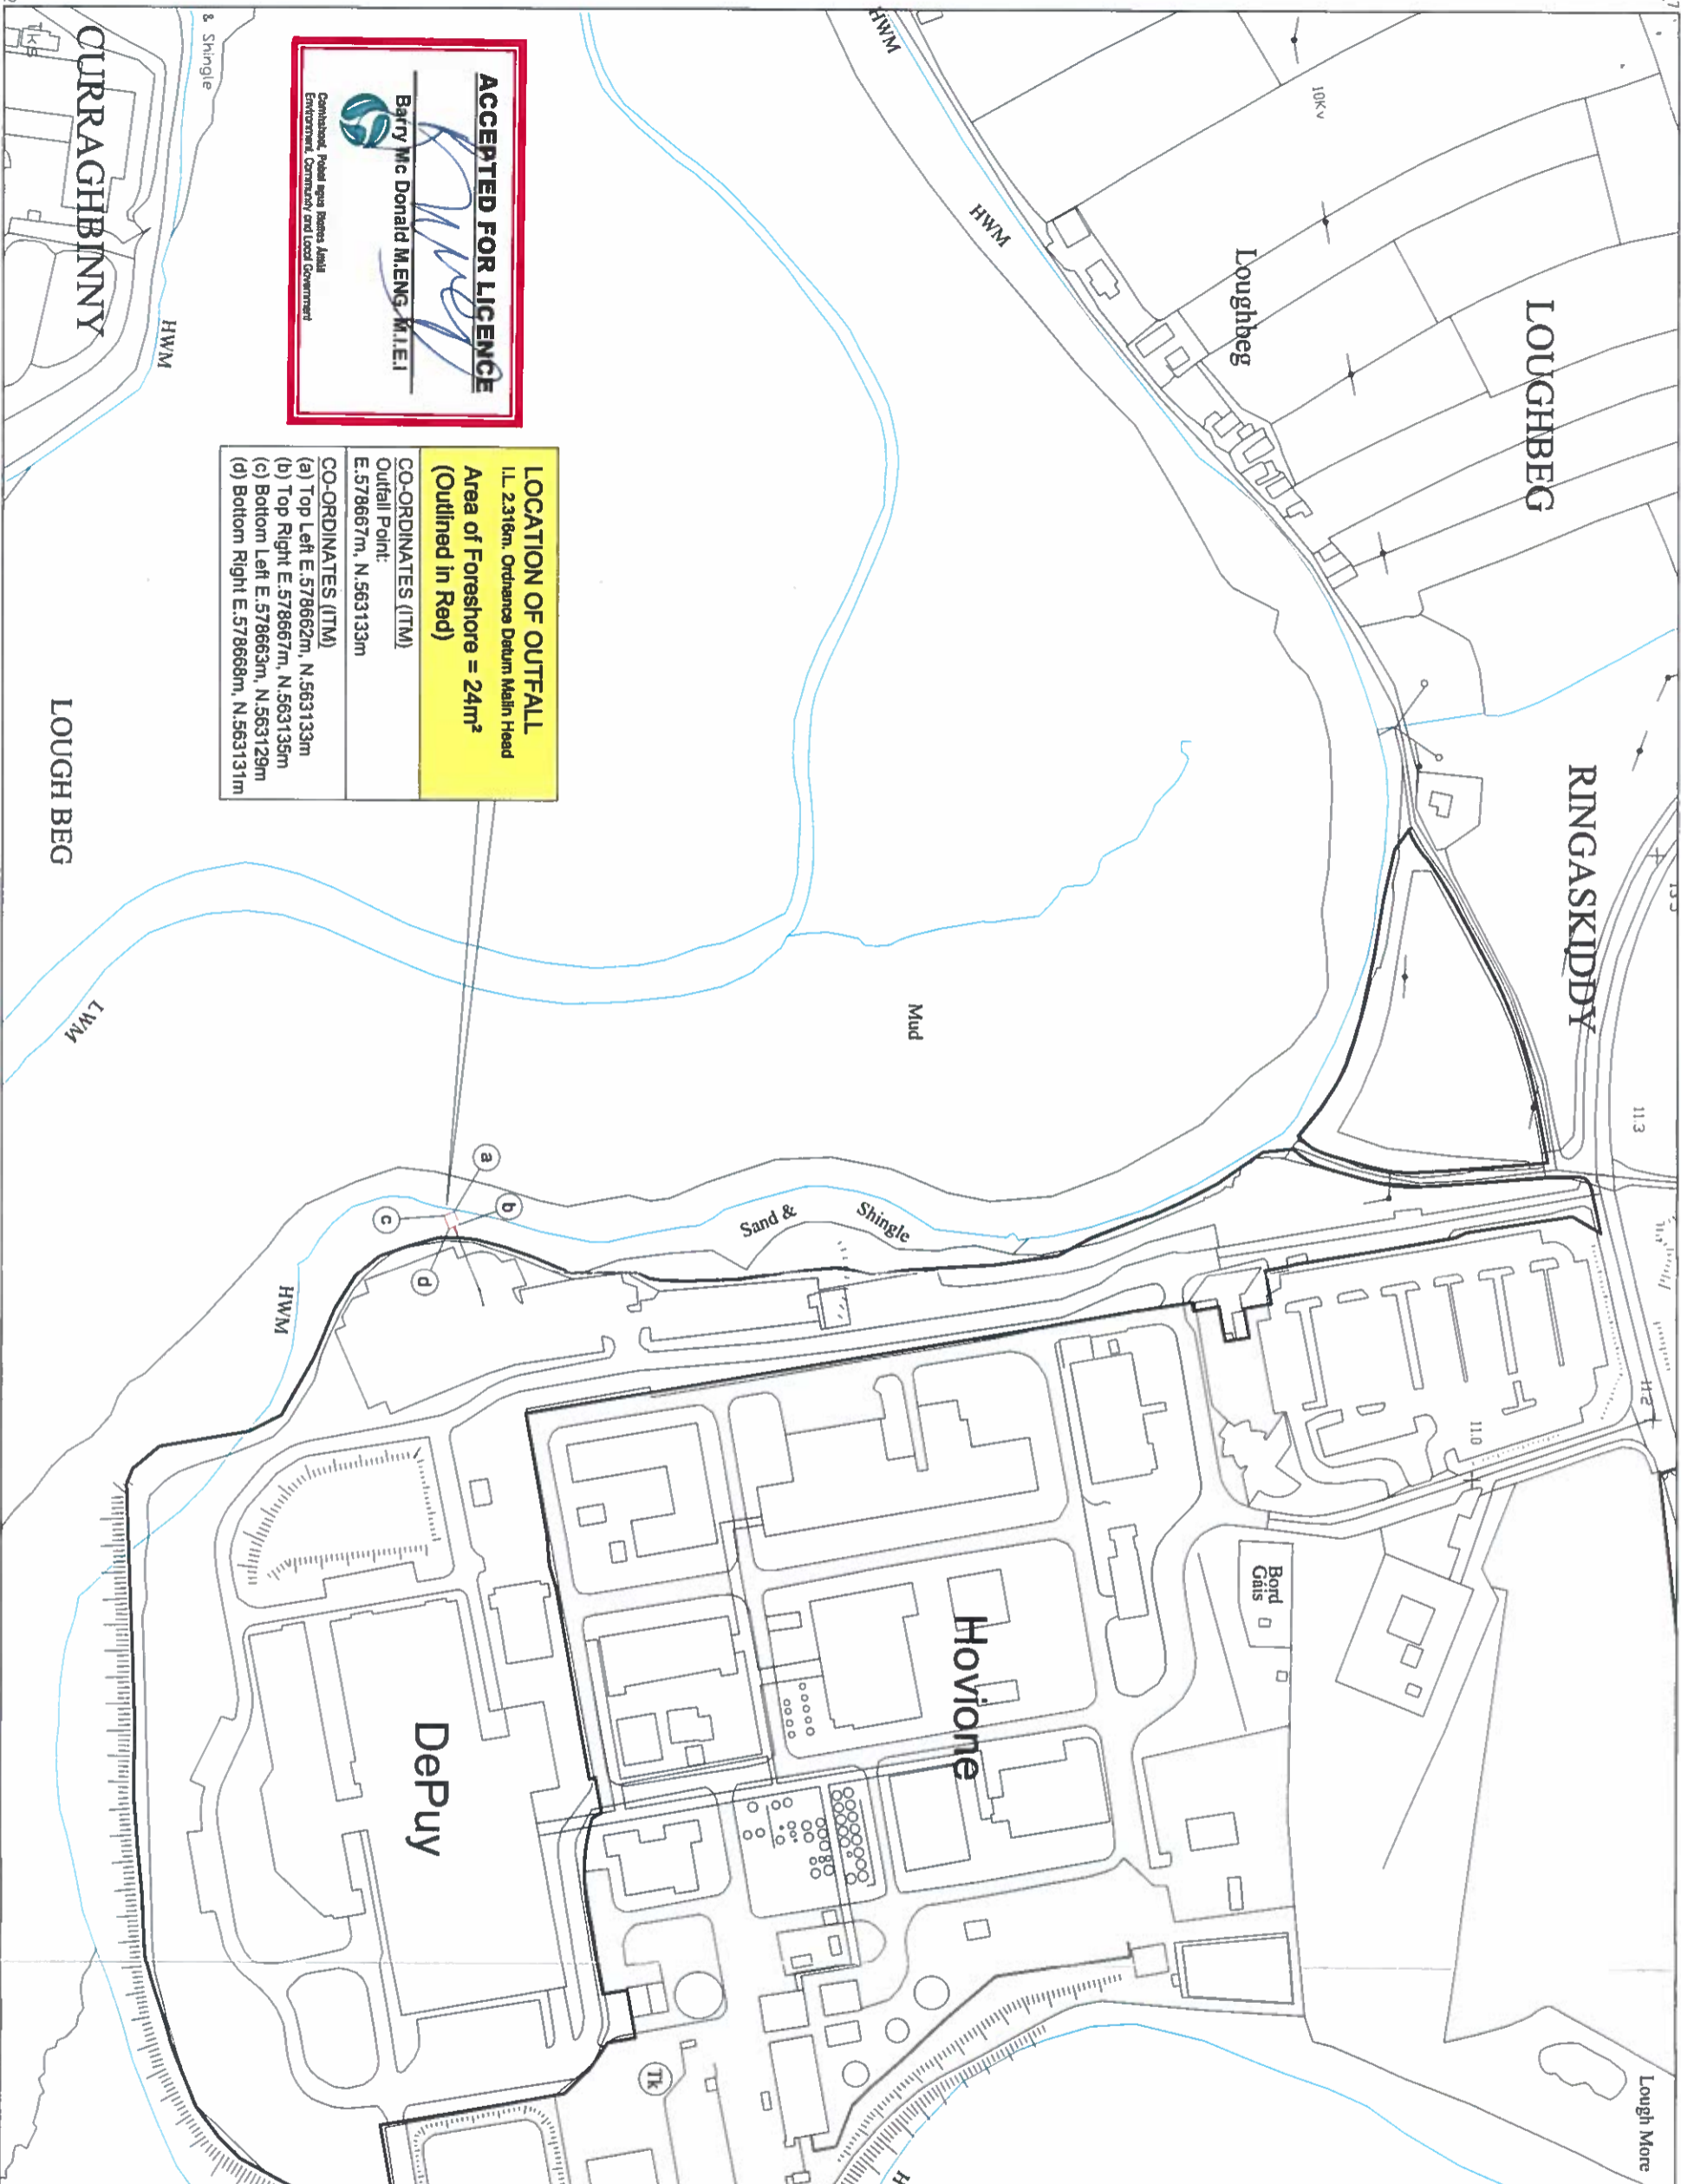 LOUGHBEG
RINGASKIDDY
Loughbeg
10Kv
HWM
HWM
11.3
11.2
11.0
Lough More
Bord
Gáis
Mud
Sand &
Shingle
Hovione
DePuy
Tk
ACCEPTED FOR LICENCE
Barry Mc Donald M.ENG. M.I.E.I
Comhshaol, Pobal agus Rialtas Áitiúil
Environment, Community and Local Government
LOCATION OF OUTFALL
I.L. 2.316m. Ordnance Datum Malin Head
Area of Foreshore = 24m²
(Outlined in Red)
CO-ORDINATES (ITM)
Outfall Point:
E.578667m, N.563133m
CO-ORDINATES (ITM)
(a) Top Left E.578662m, N.563133m
(b) Top Right E.578667m, N.563135m
(c) Bottom Left E.578663m, N.563129m
(d) Bottom Right E.578668m, N.563131m
a
b
c
d
HWM
& Shingle
HWM
CURRAGHBINNY
Tks
LOUGH BEG
LWM